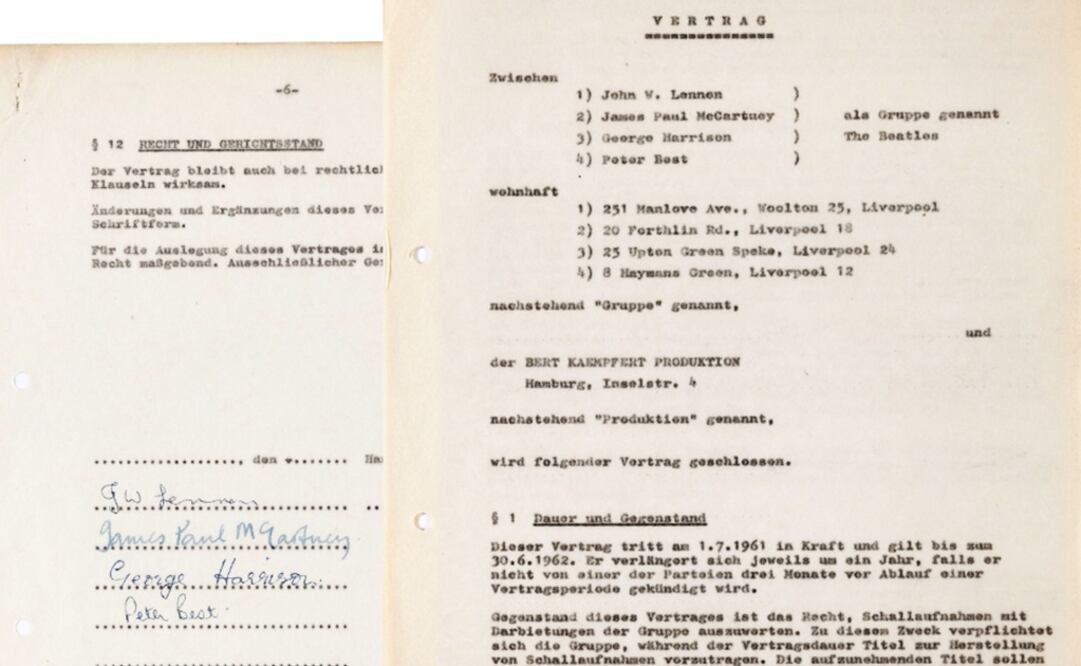 -6-
§ 12 RECHT UND GERICHTSSTAND
Der Vertrag bleibt auch bei rechtlic
Klauseln wirksam.
Änderungen und Ergänzungen dieses Ve
Schriftform.
Für die Auslegung dieses Vertrages i
Recht maßgebend. Ausschließlicher Ge
...................., den ........ Ha
JW Lennon
James Paul McCartney
George Harrison.
Peter Best.
VERTRAG
Zwischen
1) John W. Lennon )
2) James Paul McCartney ) als Gruppe genannt
3) George Harrison ) The Beatles
4) Peter Best )
wohnhaft
1) 251 Manlove Ave., Woolton 25, Liverpool
2) 20 Forthlin Rd., Liverpool 18
3) 25 Upton Green Speke, Liverpool 24
4) 8 Haymans Green, Liverpool 12
nachstehend "Gruppe" genannt,
und
der BERT KAEMPFERT PRODUKTION
Hamburg, Inselstr. 4
nachstehend "Produktion" genannt,
wird folgender Vertrag geschlossen.
§ 1 Dauer und Gegenstand
Dieser Vertrag tritt am 1.7.1961 in Kraft und gilt bis zum
30.6.1962. Er verlängert sich jeweils um ein Jahr, falls er
nicht von einer der Parteien drei Monate vor Ablauf einer
Vertragsperiode gekündigt wird.
Gegenstand dieses Vertrages ist das Recht, Schallaufnahmen mit
Darbietungen der Gruppe auszuwerten. Zu diesem Zweck verpflichtet
sich die Gruppe, während der Vertragsdauer Titel zur Herstellung
von Schallaufnahmen vorzutragen. Die aufzunehmenden Titel sollen